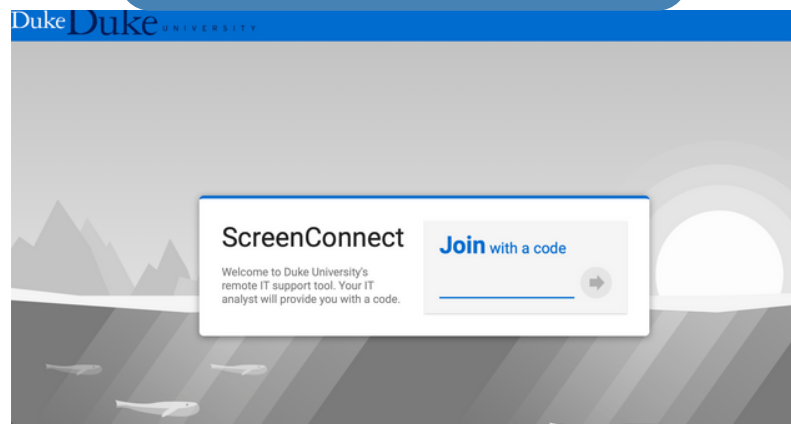 Duke Duke UNIVERSITY
ScreenConnect
Welcome to Duke University's
remote IT support tool. Your IT
analyst will provide you with a code.
Join with a code